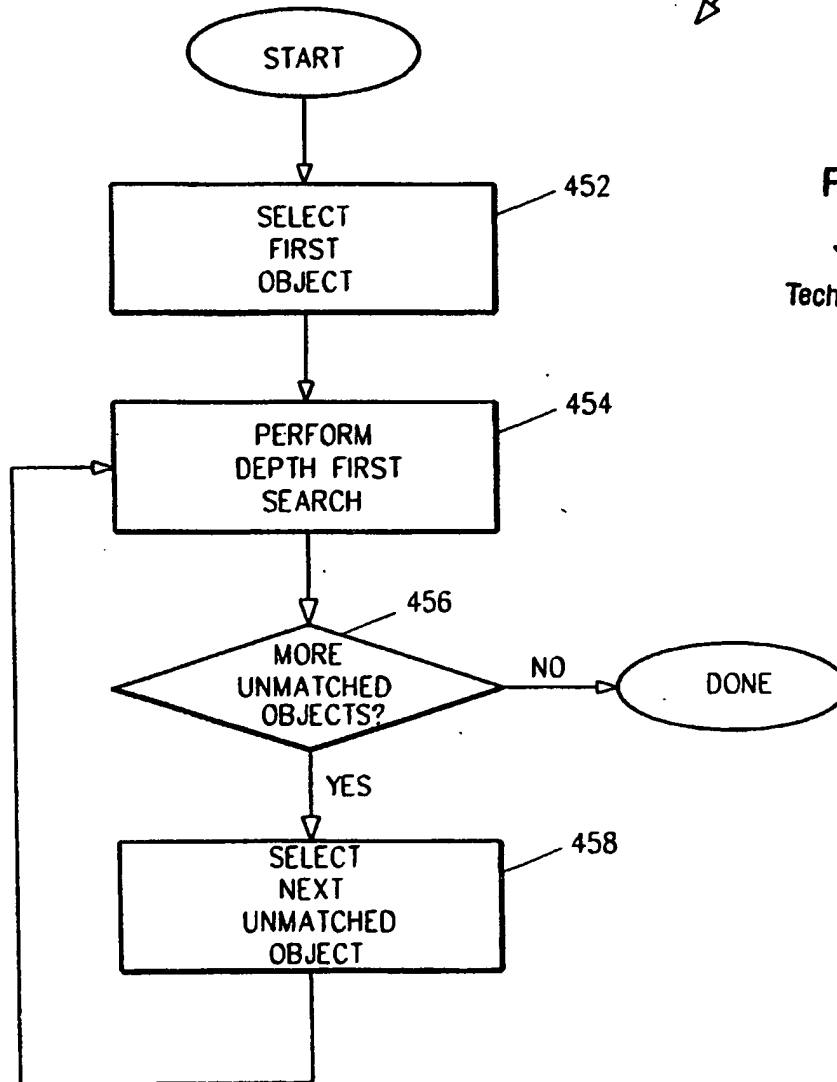 START
452
SELECT
FIRST
OBJECT
454
PERFORM
DEPTH FIRST
SEARCH
456
MORE
UNMATCHED
OBJECTS?
NO
DONE
YES
458
SELECT
NEXT
UNMATCHED
OBJECT